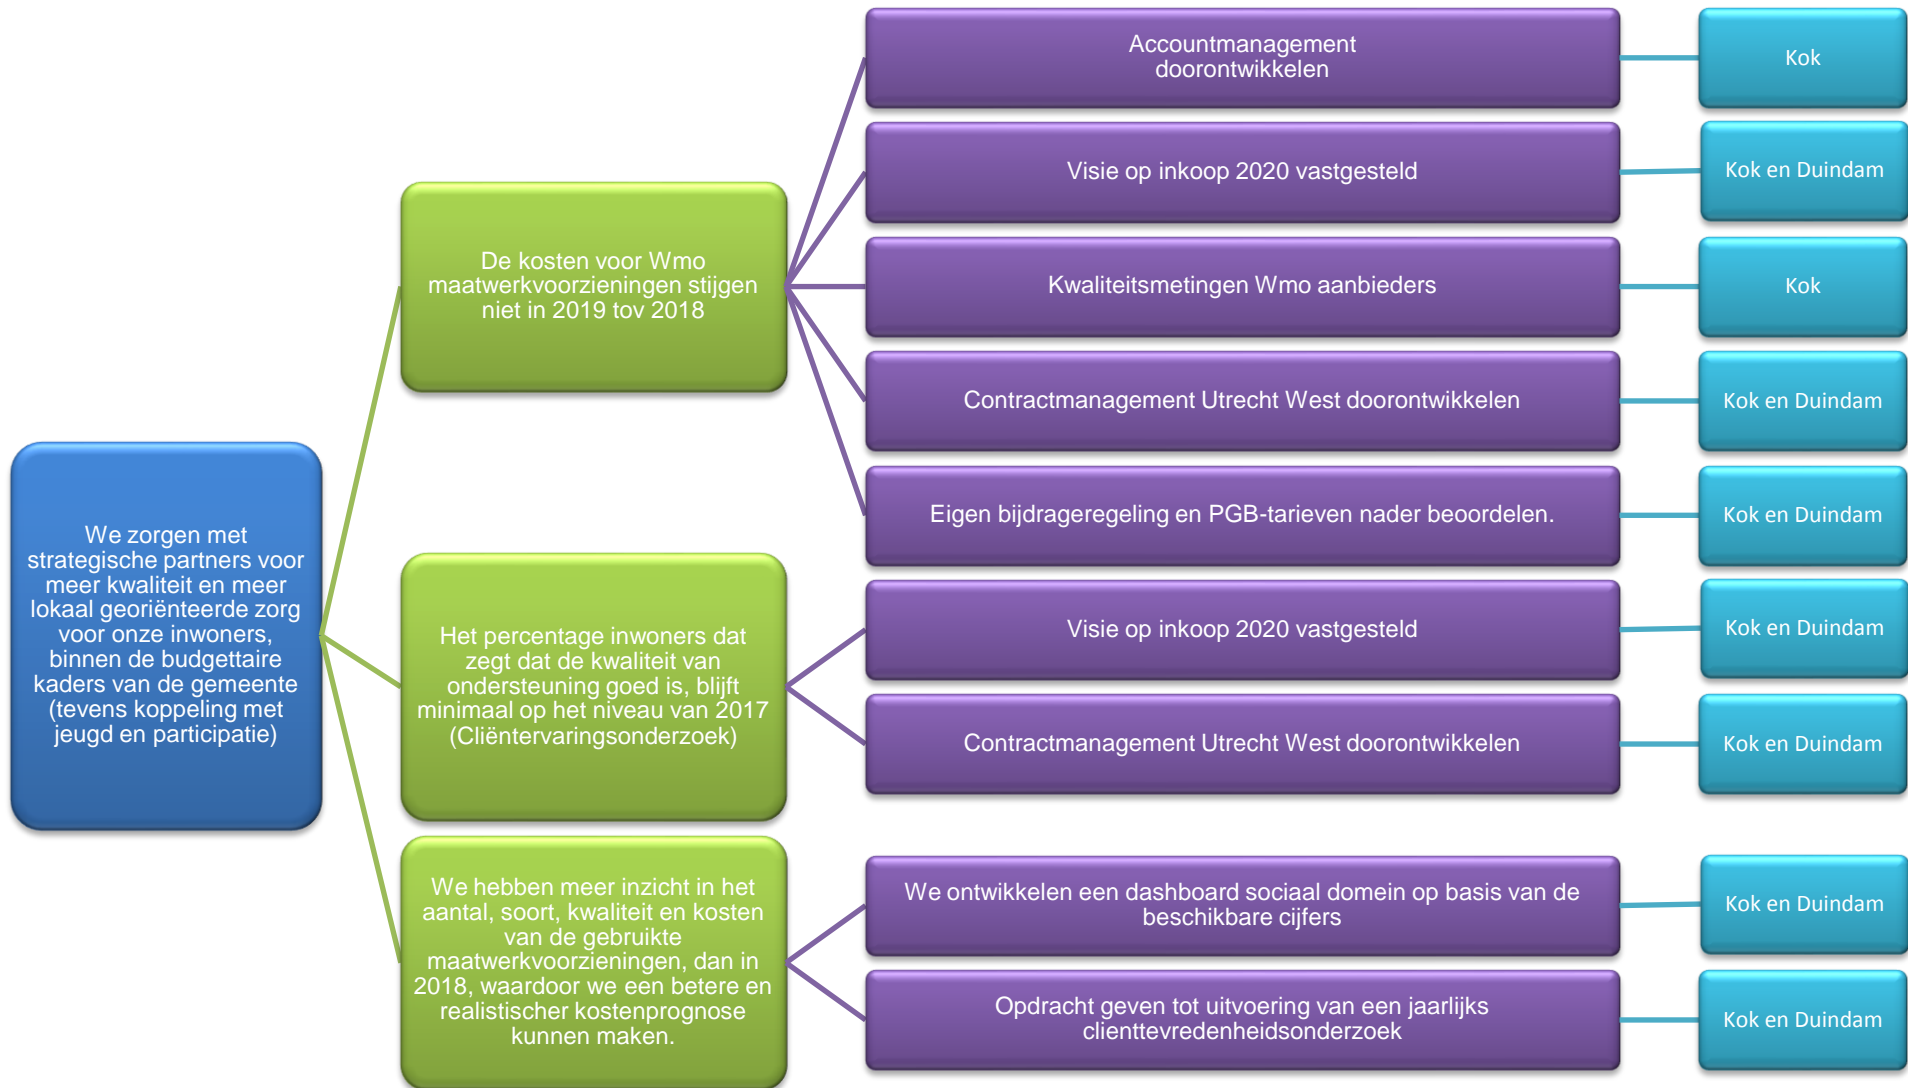 We zorgen met
strategische partners voor
meer kwaliteit en meer
lokaal georiënteerde zorg
voor onze inwoners,
binnen de budgettaire
kaders van de gemeente
(tevens koppeling met
jeugd en participatie)
De kosten voor Wmo
maatwerkvoorzieningen stijgen
niet in 2019 tov 2018
Accountmanagement
doorontwikkelen
Kok
Visie op inkoop 2020 vastgesteld
Kok en Duindam
Kwaliteitsmetingen Wmo aanbieders
Kok
Contractmanagement Utrecht West doorontwikkelen
Kok en Duindam
Eigen bijdrageregeling en PGB-tarieven nader beoordelen.
Kok en Duindam
Het percentage inwoners dat
zegt dat de kwaliteit van
ondersteuning goed is, blijft
minimaal op het niveau van 2017
(Cliëntervaringsonderzoek)
Visie op inkoop 2020 vastgesteld
Kok en Duindam
Contractmanagement Utrecht West doorontwikkelen
Kok en Duindam
We hebben meer inzicht in het
aantal, soort, kwaliteit en kosten
van de gebruikte
maatwerkvoorzieningen, dan in
2018, waardoor we een betere en
realistischer kostenprognose
kunnen maken.
We ontwikkelen een dashboard sociaal domein op basis van de
beschikbare cijfers
Kok en Duindam
Opdracht geven tot uitvoering van een jaarlijks
clienttevredenheidsonderzoek
Kok en Duindam